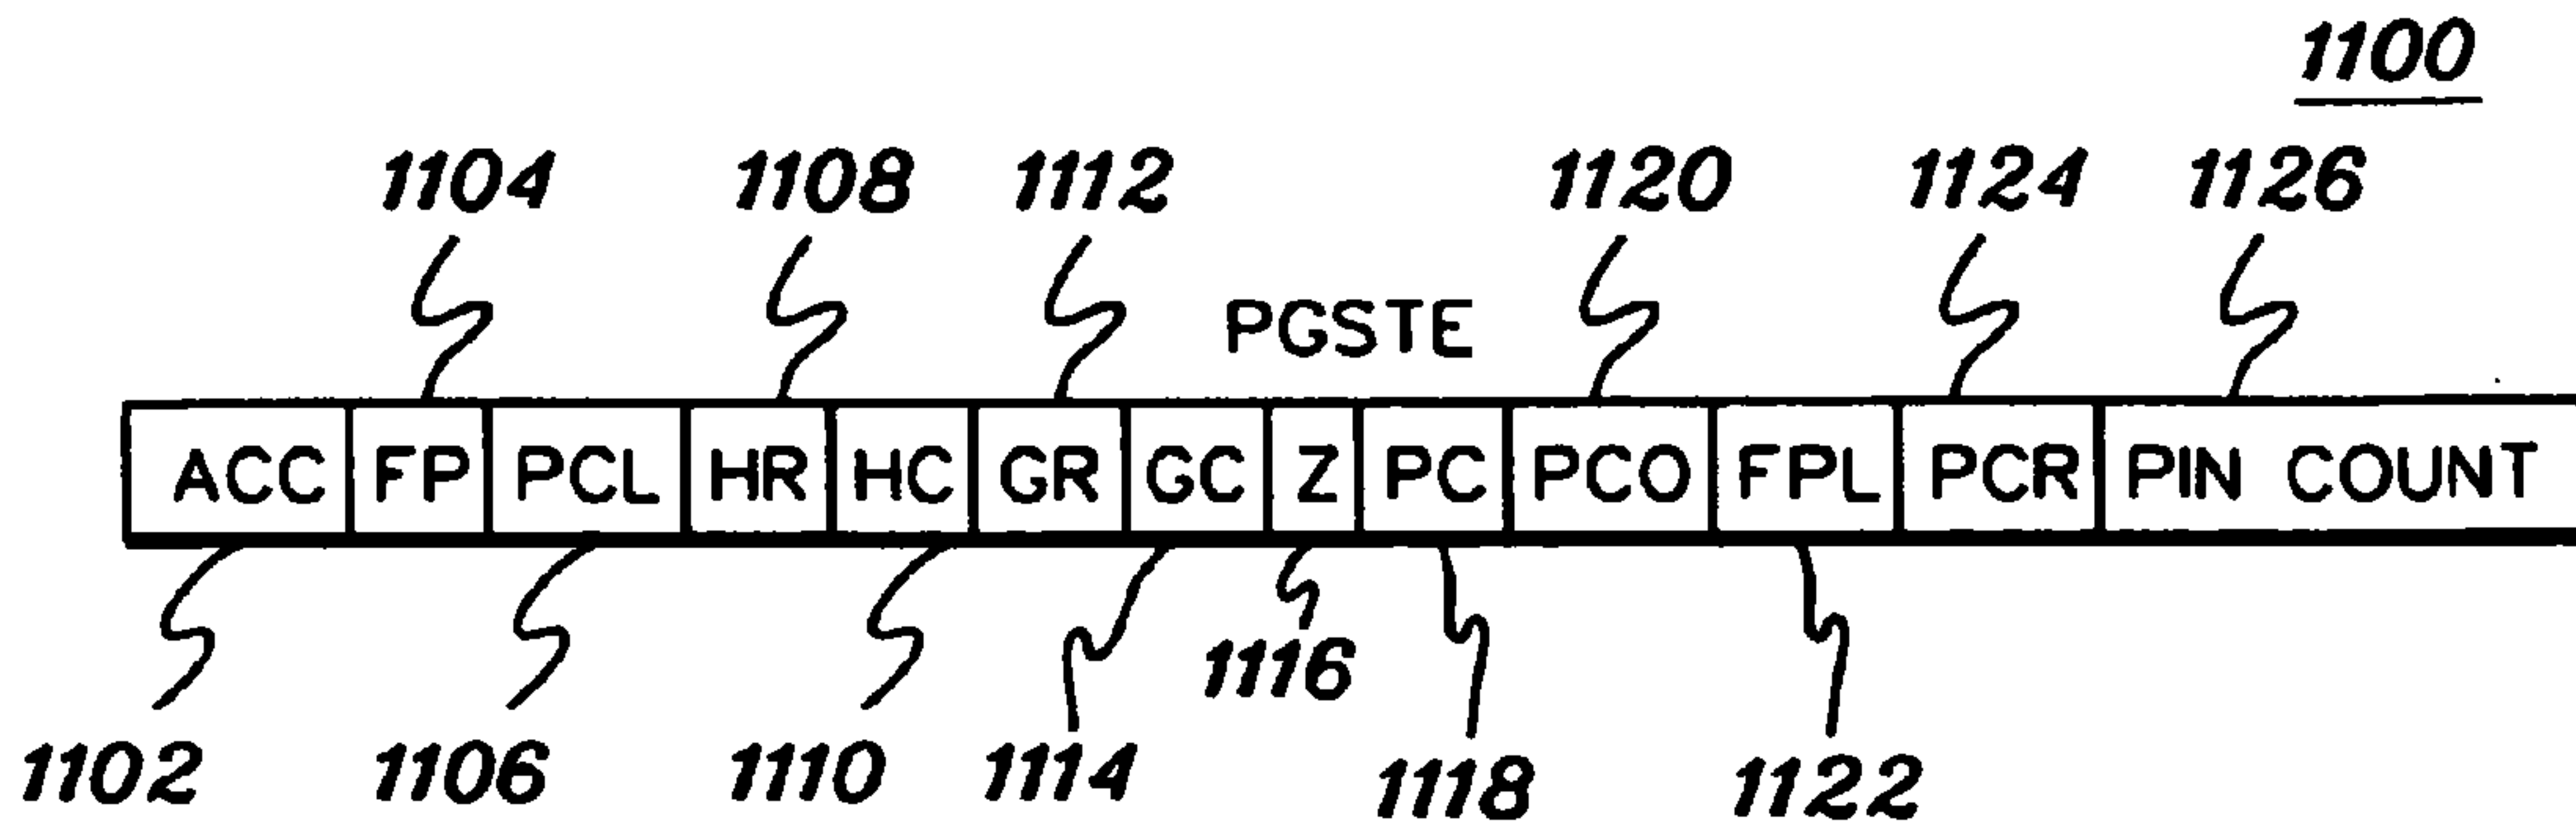 1100
1104 1108 1112 1120 1124 1126
PGSTE
ACC FP PCL HR HC GR GC Z PC PCO FPL PCR PIN COUNT
1116
1102 1106 1110 1114 1118 1122